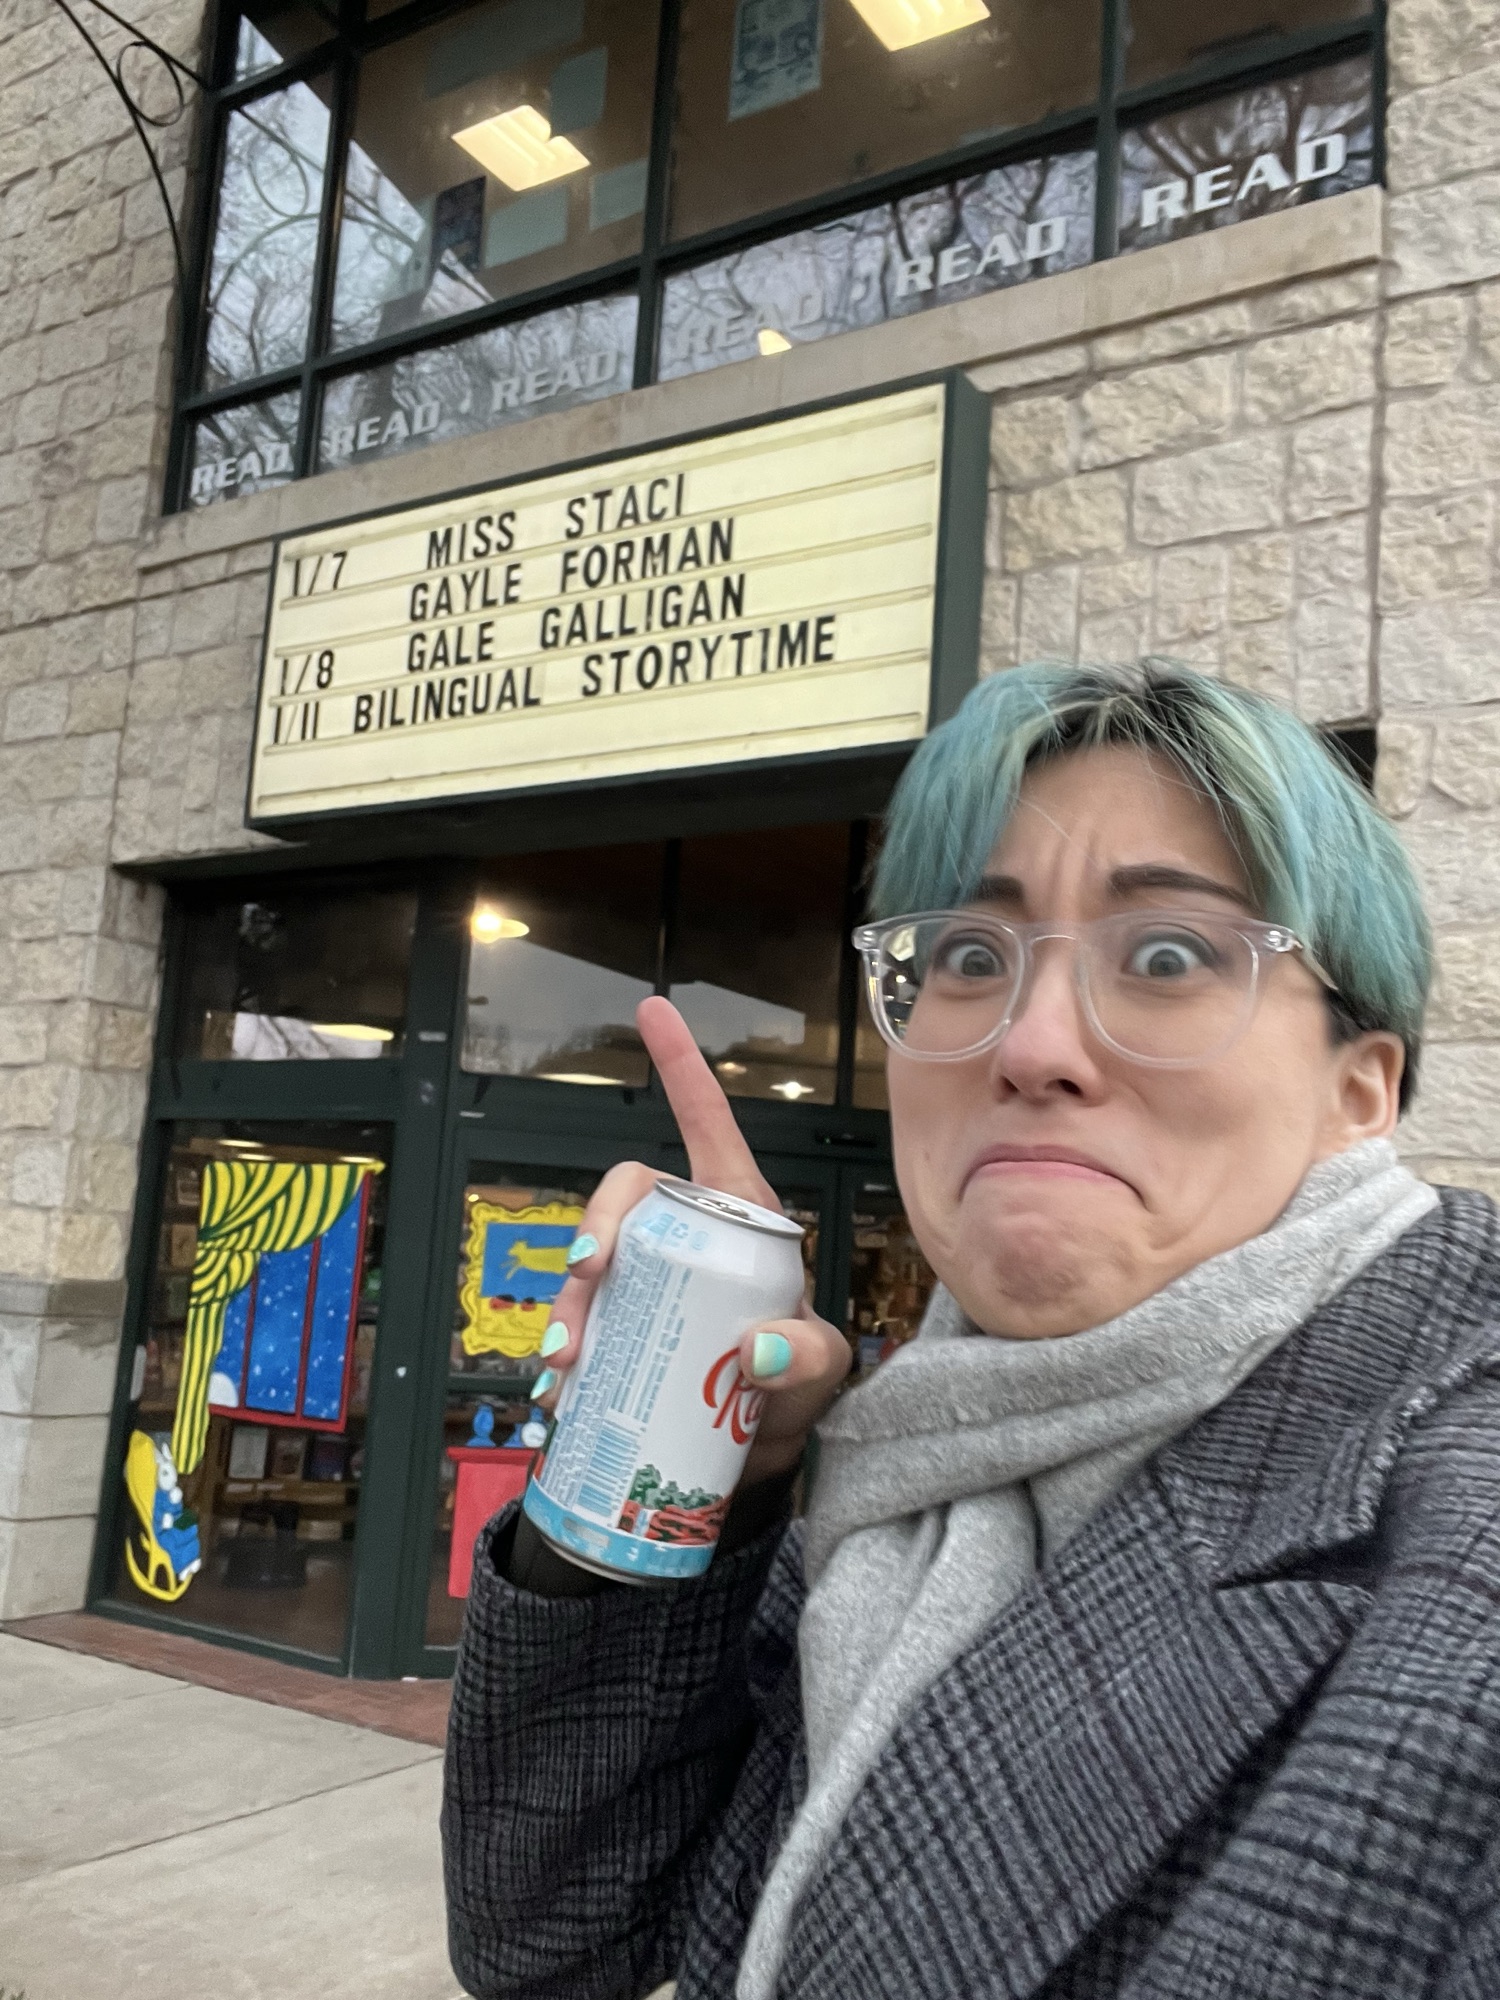 READ · READ · READ · READ · READ · READ
MISS STACI
1/7 GAYLE FORMAN
GALE GALLIGAN
1/8 BILINGUAL STORYTIME
1/11